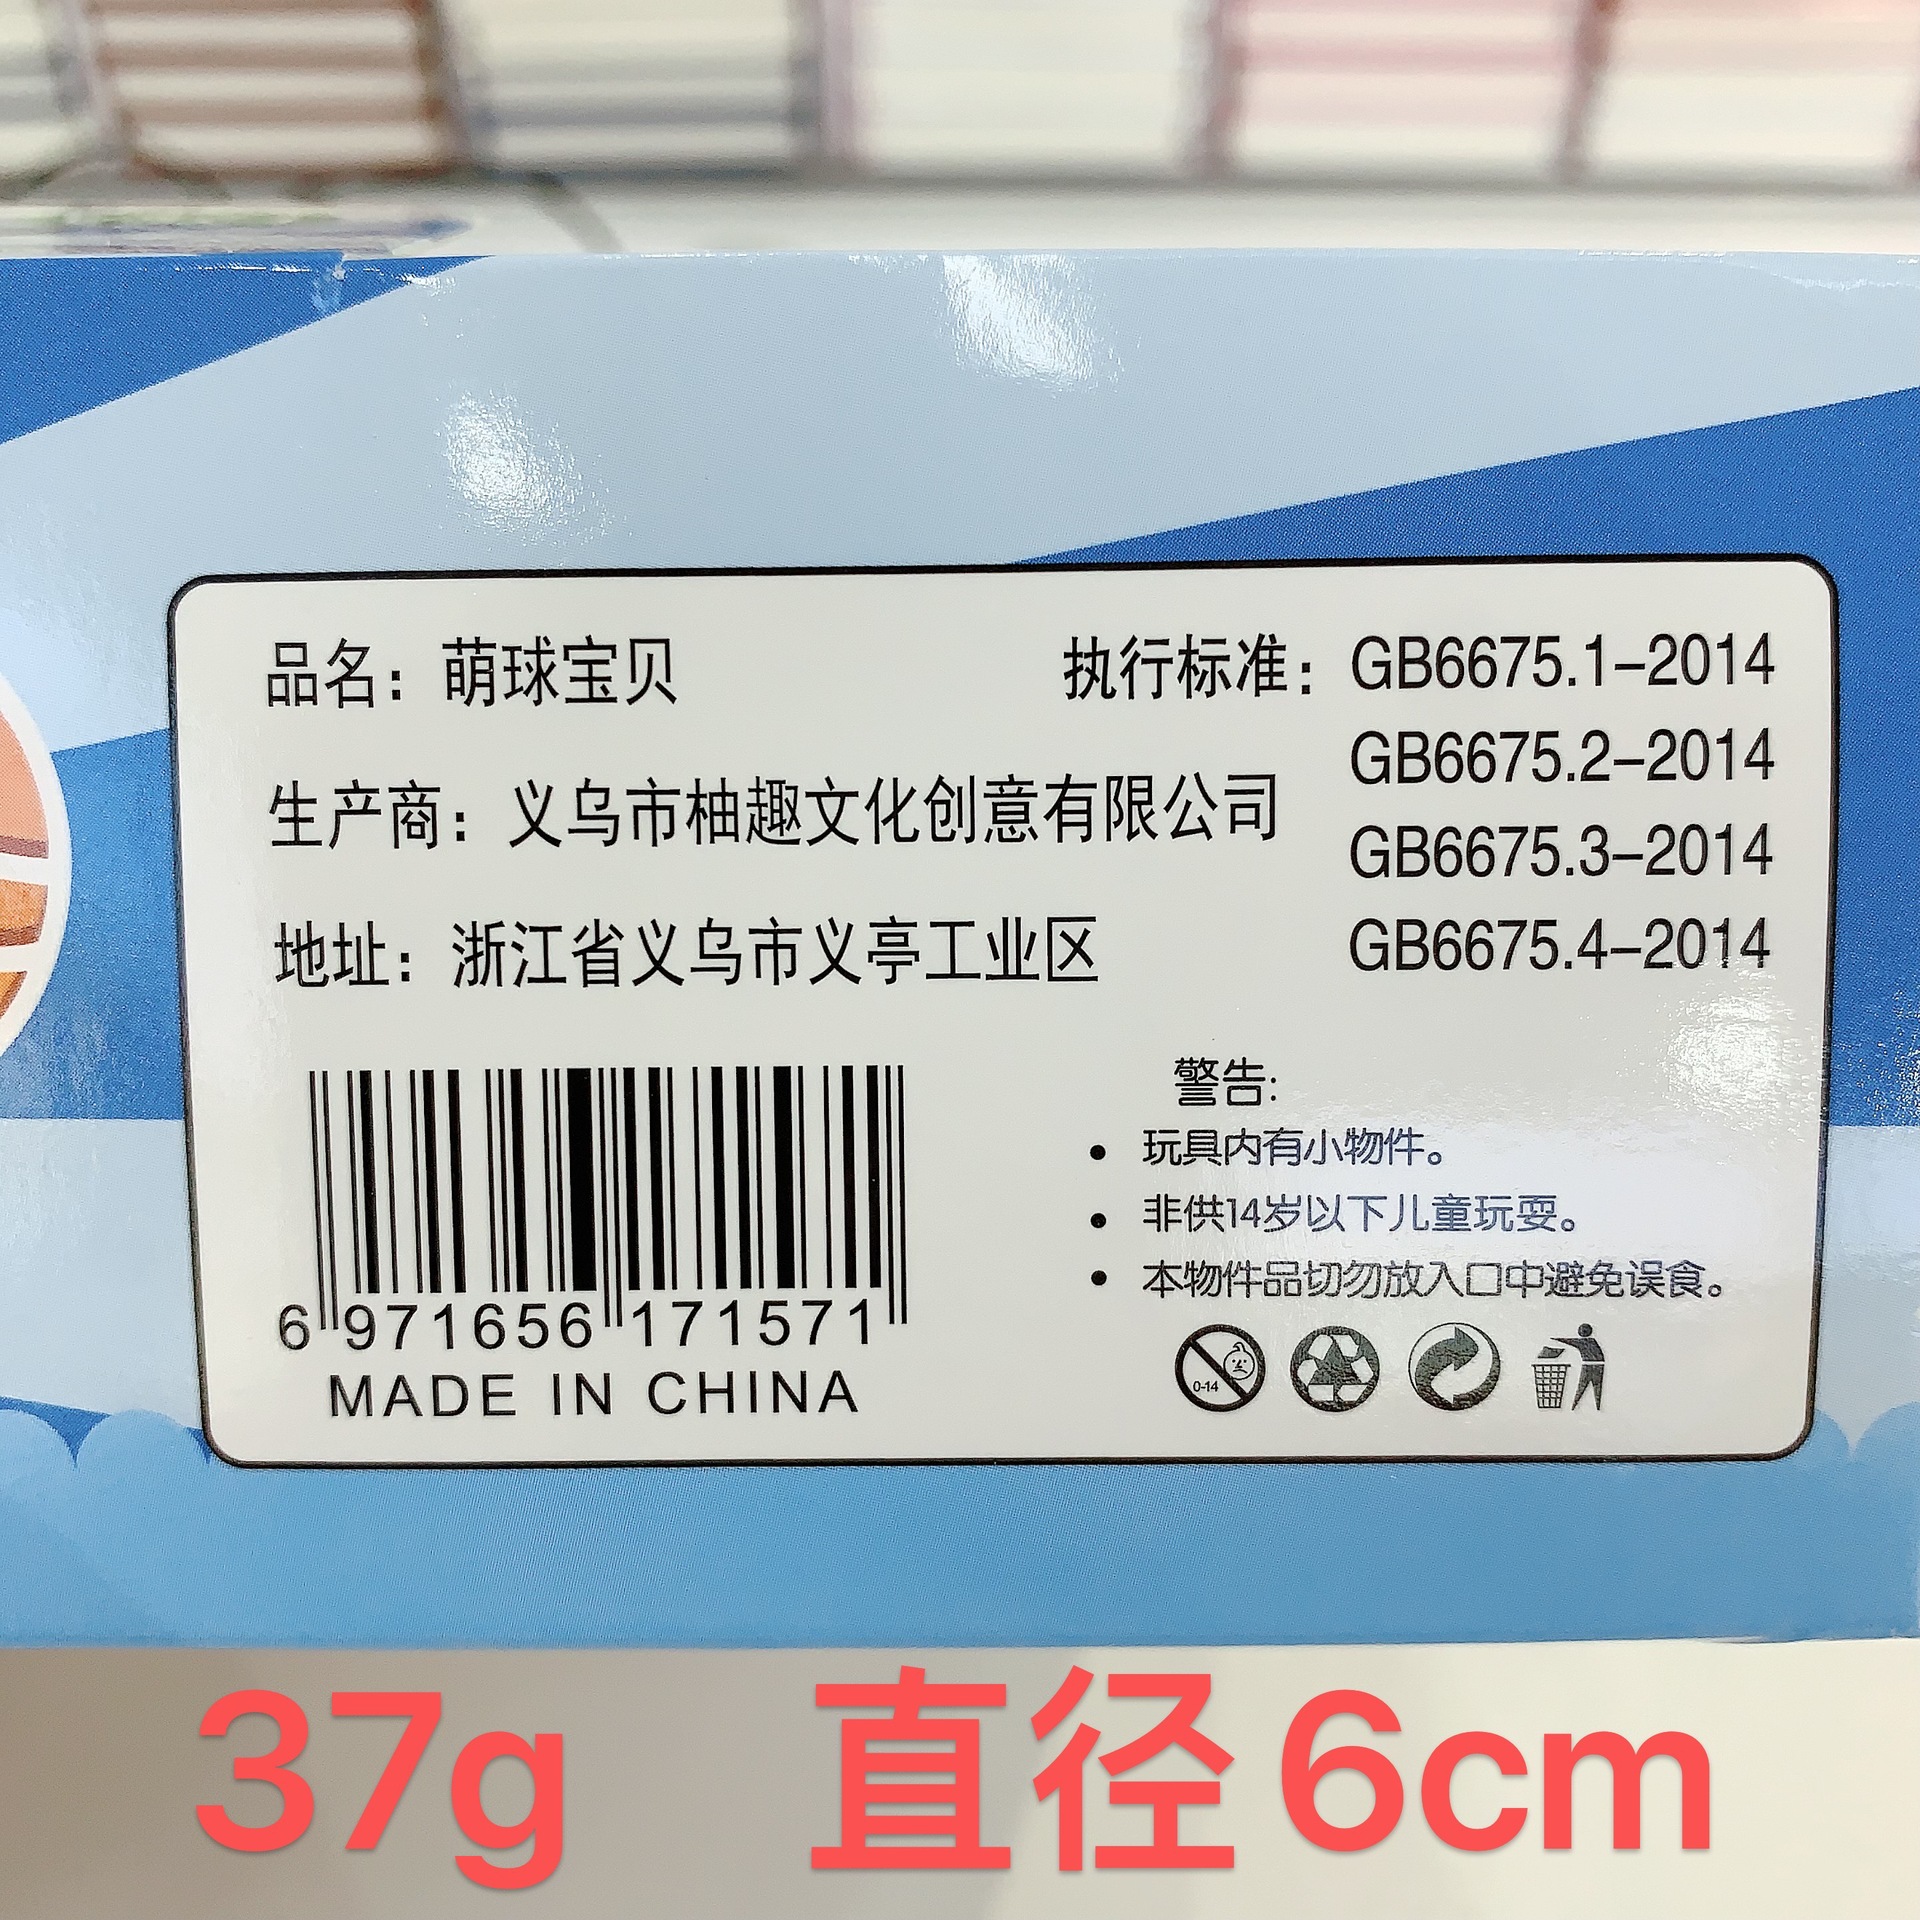 品名：萌球宝贝
生产商：义乌市柚趣文化创意有限公司
地址：浙江省义乌市义亭工业区
执行标准：GB6675.1–2014
GB6675.2–2014
GB6675.3–2014
GB6675.4–2014
6 971656 171571
MADE IN CHINA
警告:
• 玩具内有小物件。
• 非供14岁以下儿童玩耍。
• 本物件品切勿放入口中避免误食。
0-14
37g 直径6cm